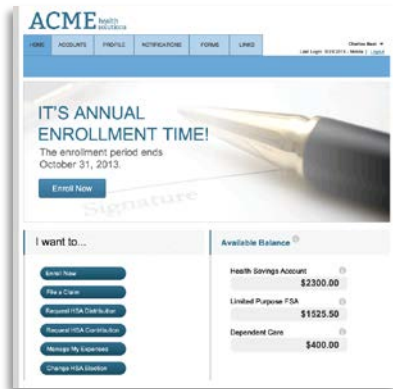 ACME health solutions
HOME ACCOUNTS PROFILE NOTIFICATIONS FORMS LINKS
IT'S ANNUAL
ENROLLMENT TIME!
The enrollment period ends
October 31, 2013.
Enroll Now
Signature
I want to...
Enroll Now
File a Claim
Request HSA Distribution
Request HSA Contribution
Manage My Expenses
Change HSA Election
Available Balance
Health Savings Account
$2300.00
Limited Purpose FSA
$1525.50
Dependent Care
$400.00